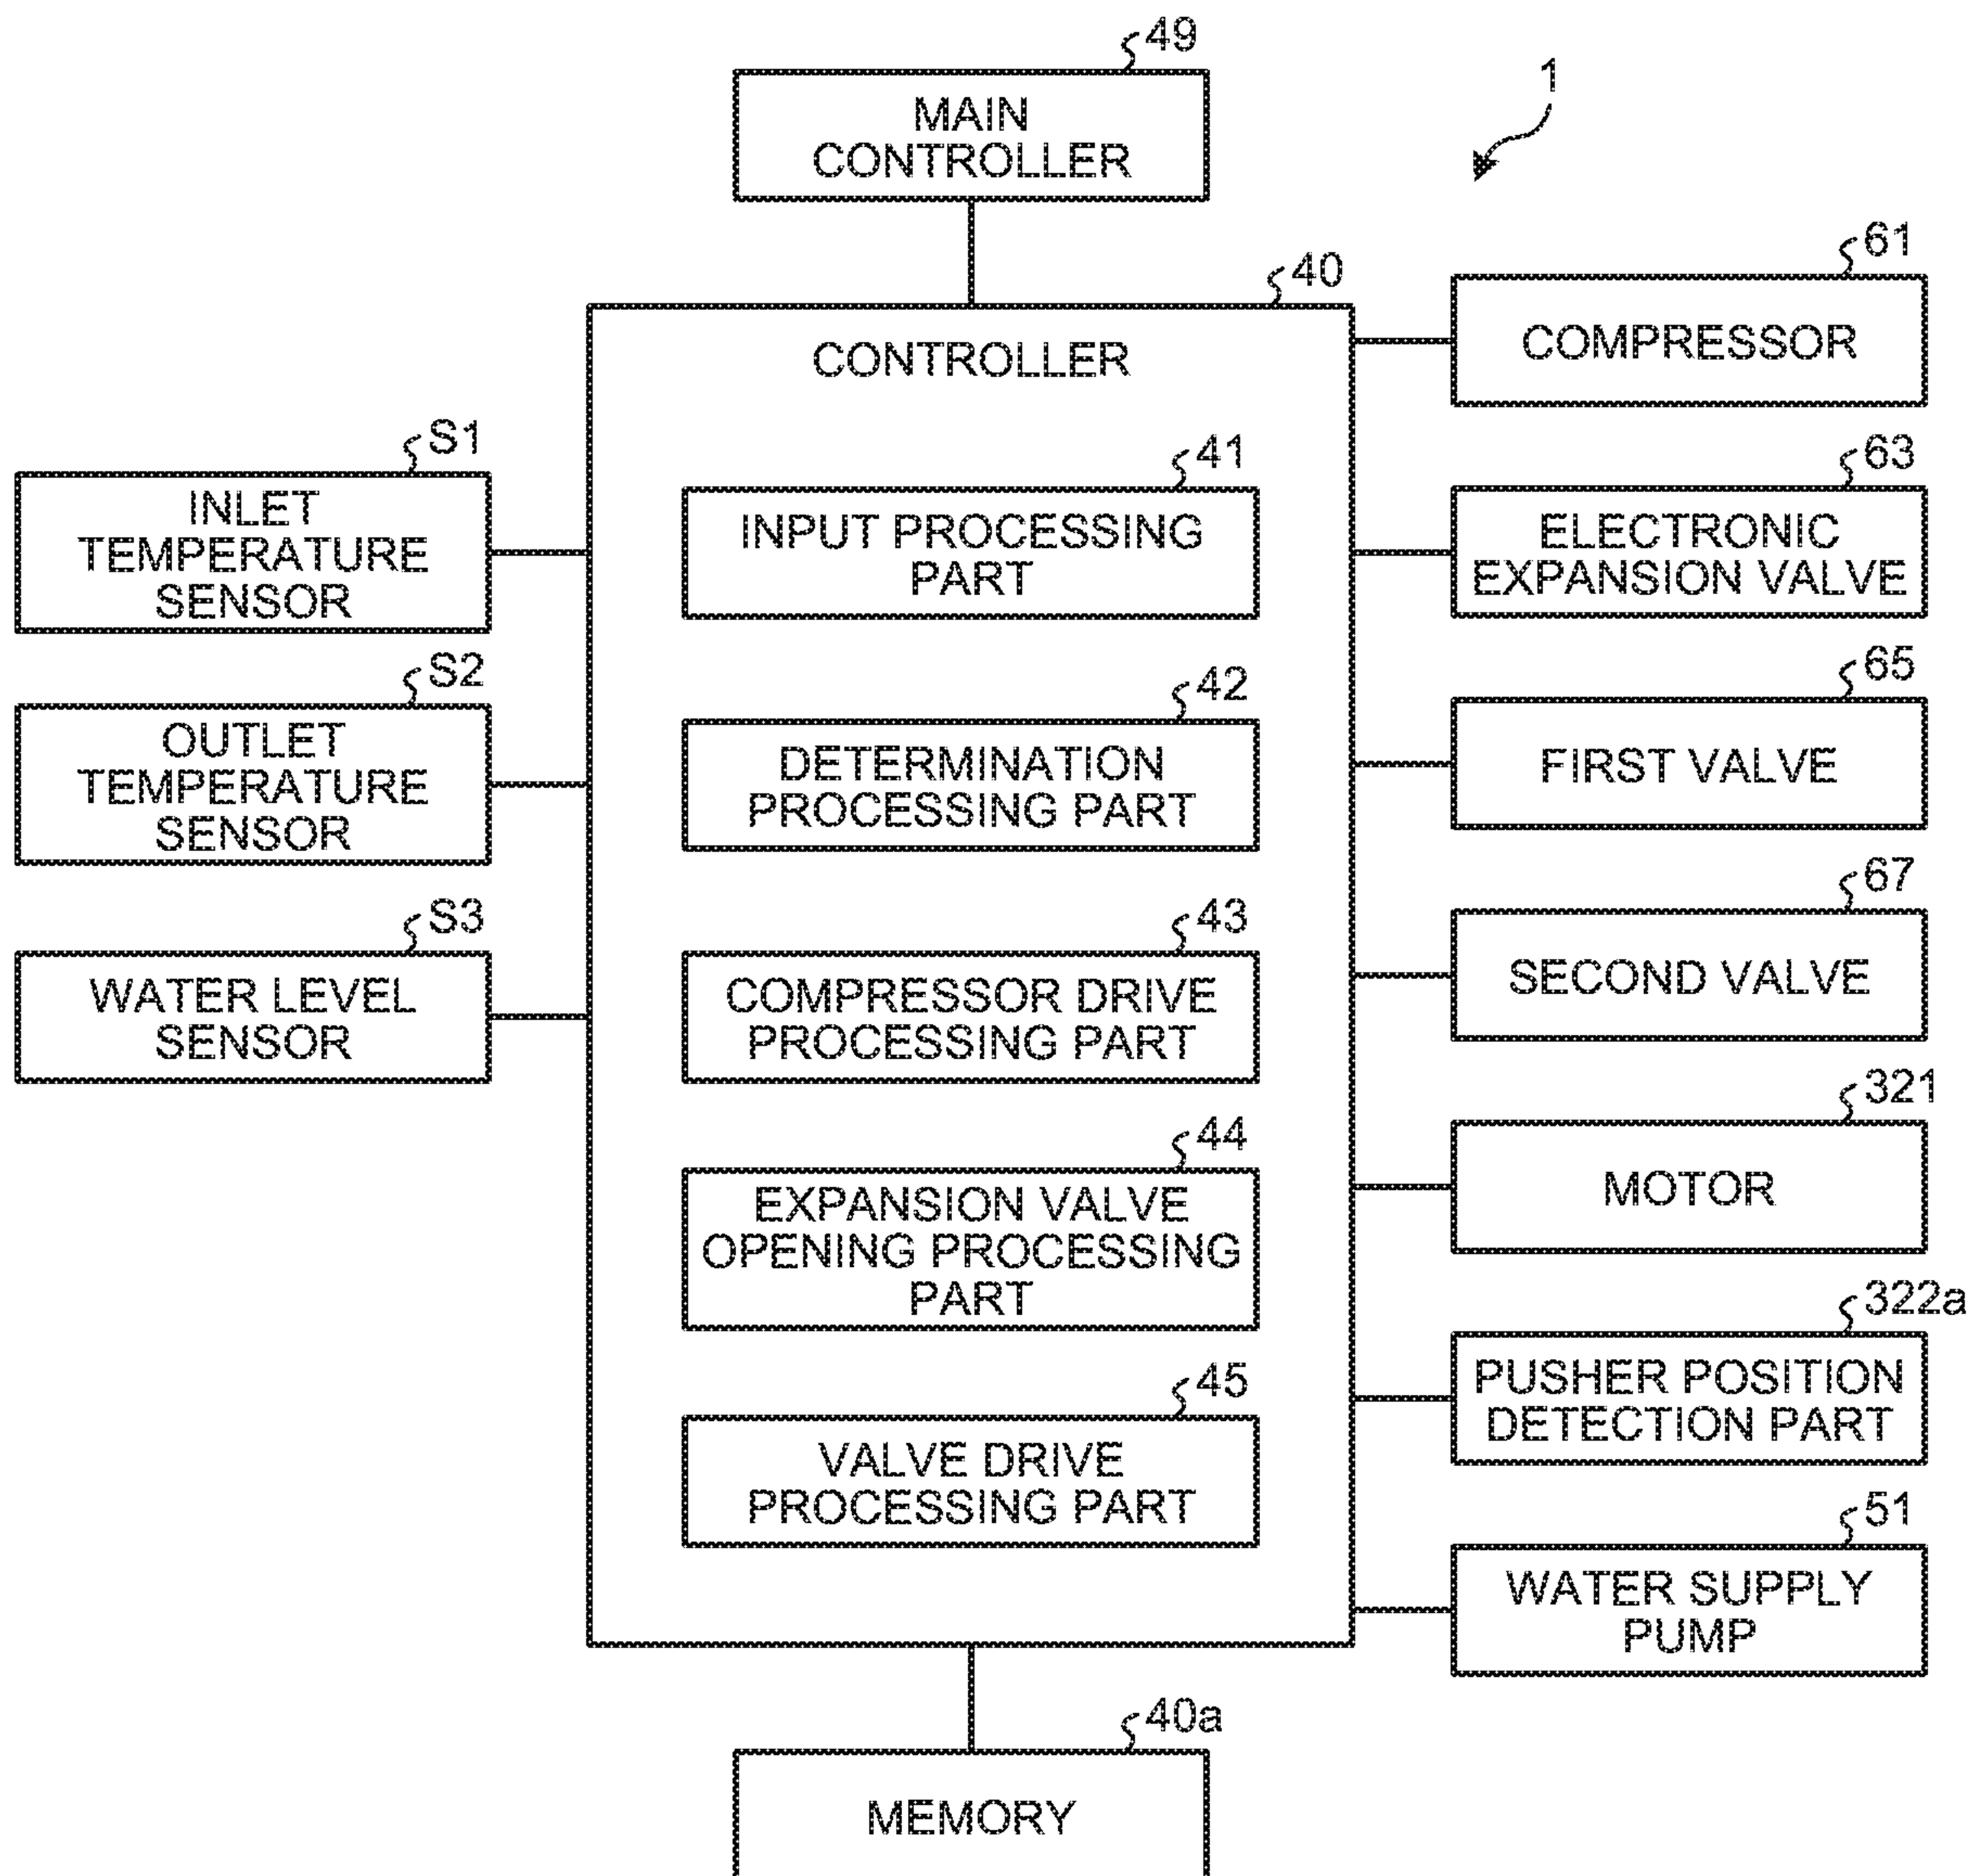 49
MAIN
CONTROLLER
1
40
CONTROLLER
S1
INLET
TEMPERATURE
SENSOR
S2
OUTLET
TEMPERATURE
SENSOR
S3
WATER LEVEL
SENSOR
41
INPUT PROCESSING
PART
42
DETERMINATION
PROCESSING PART
43
COMPRESSOR DRIVE
PROCESSING PART
44
EXPANSION VALVE
OPENING PROCESSING
PART
45
VALVE DRIVE
PROCESSING PART
61
COMPRESSOR
63
ELECTRONIC
EXPANSION VALVE
65
FIRST VALVE
67
SECOND VALVE
321
MOTOR
322a
PUSHER POSITION
DETECTION PART
51
WATER SUPPLY
PUMP
40a
MEMORY